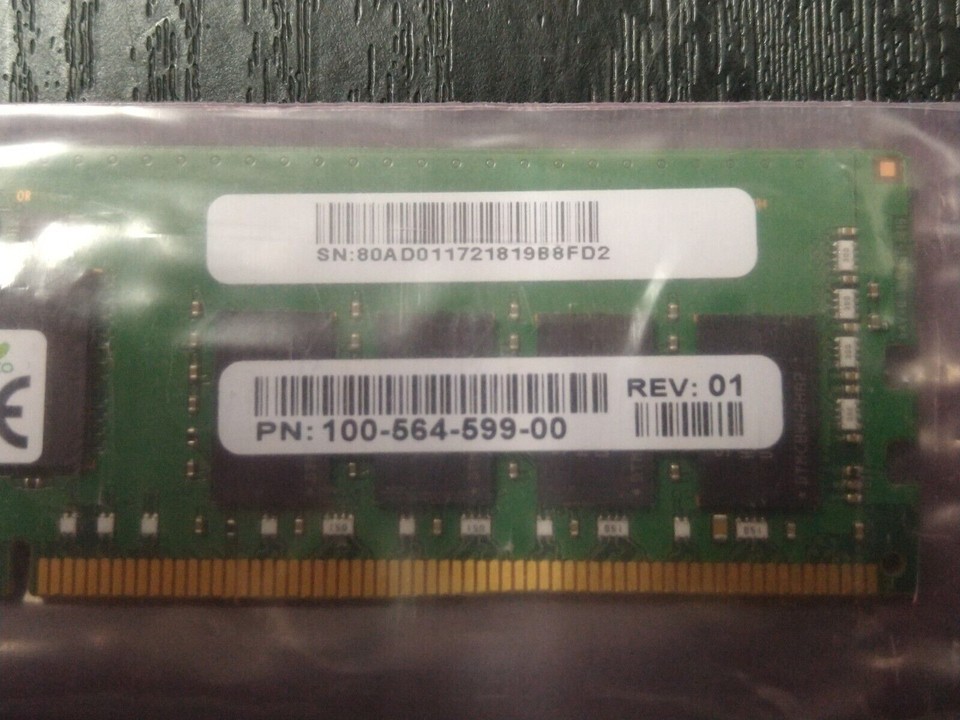 SN:80AD011721819B8FD2
REV: 01
PN: 100-564-599-00